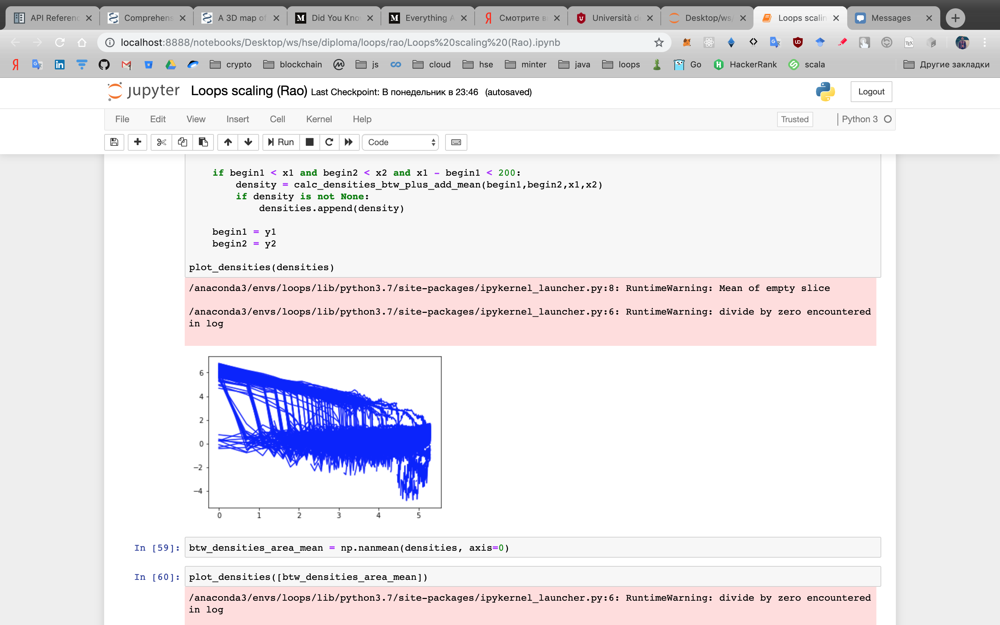 API Referenc
Comprehens
A 3D map of
Did You Kno
Everything A
Смотрите в
Università d
Desktop/ws/
Loops scalin
Messages
localhost:8888/notebooks/Desktop/ws/hse/diploma/loops/rao/Loops%20scaling%20(Rao).ipynb
crypto blockchain js cloud hse minter java loops Go HackerRank scala Другие закладки
jupyter Loops scaling (Rao) Last Checkpoint: В понедельник в 23:46 (autosaved)
Logout
File Edit View Insert Cell Kernel Help
Trusted Python 3
Run Code
if begin1 < x1 and begin2 < x2 and x1 - begin1 < 200:
density = calc_densities_btw_plus_add_mean(begin1,begin2,x1,x2)
if density is not None:
densities.append(density)
begin1 = y1
begin2 = y2
plot_densities(densities)
/anaconda3/envs/loops/lib/python3.7/site-packages/ipykernel_launcher.py:8: RuntimeWarning: Mean of empty slice
/anaconda3/envs/loops/lib/python3.7/site-packages/ipykernel_launcher.py:6: RuntimeWarning: divide by zero encountered
in log
6
4
2
0
−2
−4
0 1 2 3 4 5
In [59]: btw_densities_area_mean = np.nanmean(densities, axis=0)
In [60]: plot_densities([btw_densities_area_mean])
/anaconda3/envs/loops/lib/python3.7/site-packages/ipykernel_launcher.py:6: RuntimeWarning: divide by zero encountered
in log